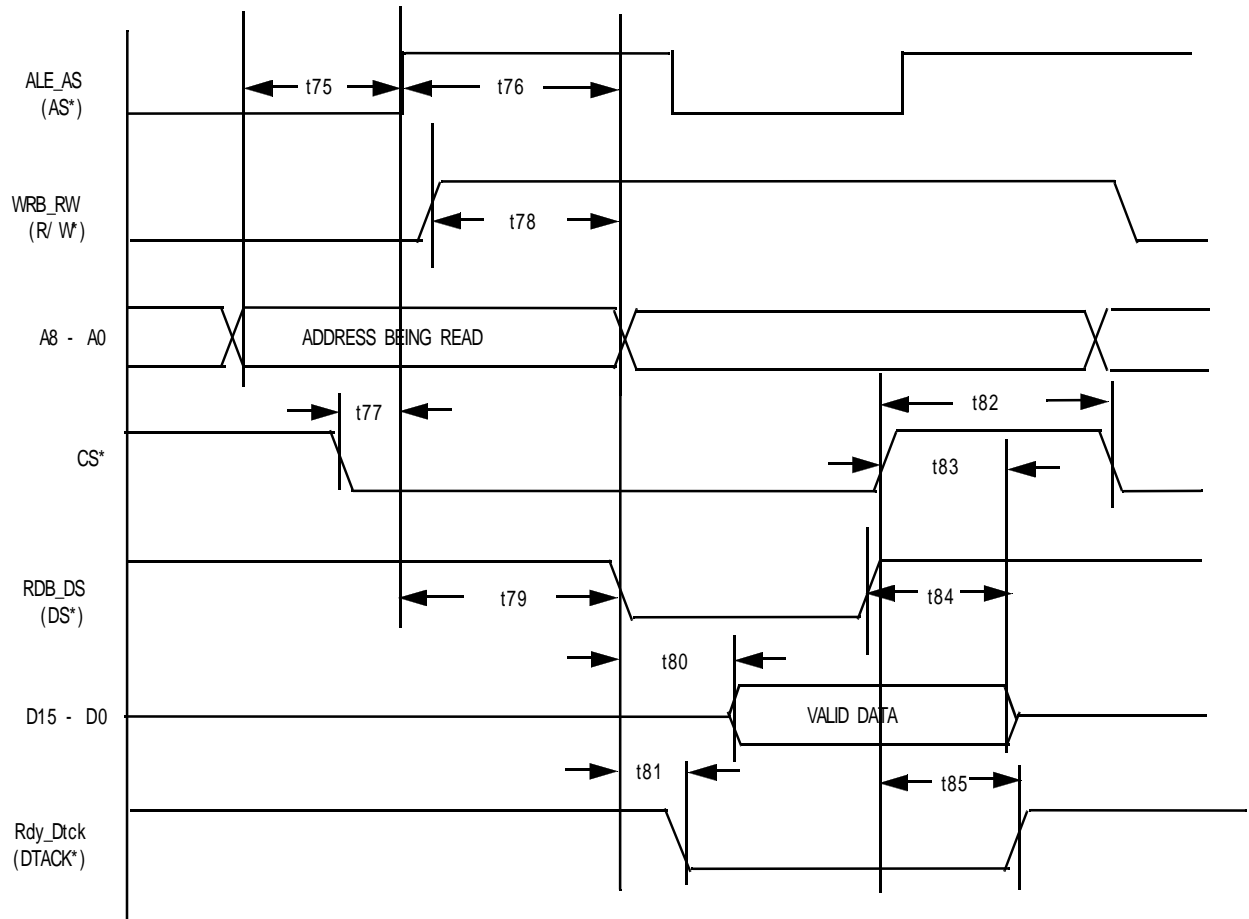 ALE_AS
(AS*)
t75
t76
WRB_RW
(R/ W*)
t78
A8 - A0
ADDRESS BEING READ
t77
t82
CS*
t83
RDB_DS
(DS*)
t79
t84
t80
D15 - D0
VALID DATA
t81
t85
Rdy_Dtck
(DTACK*)